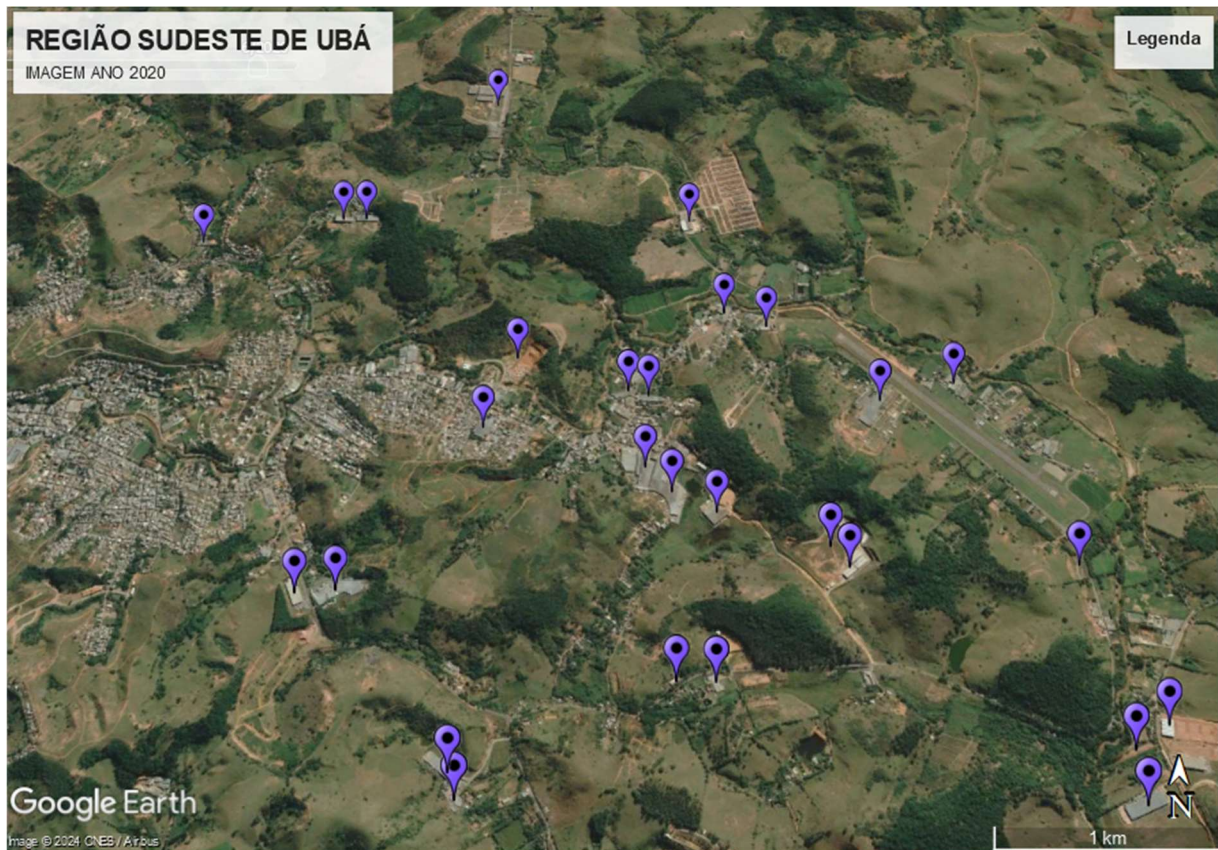 REGIÃO SUDESTE DE UBÁ
IMAGEM ANO 2020
Legenda
Google Earth
N
Image © 2024 CNES / Airbus
1 km